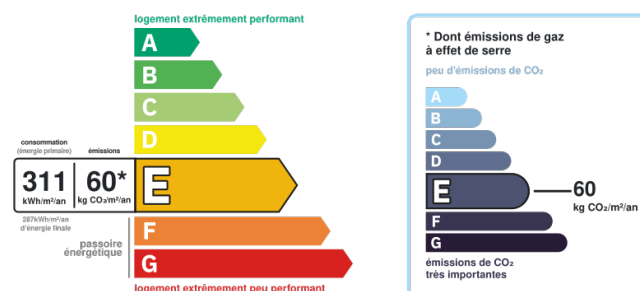 logement extrêmement performant
A
B
C
D
consommation
(énergie primaire)
émissions
311
kWh/m²/an
60*
kg CO₂/m²/an
E
287kWh/m²/an
d'énergie finale
passoire
énergétique
F
G
logement extrêmement peu performant
* Dont émissions de gaz
à effet de serre
peu d'émissions de CO₂
A
B
C
D
E
60
kg CO₂/m²/an
F
G
émissions de CO₂
très importantes